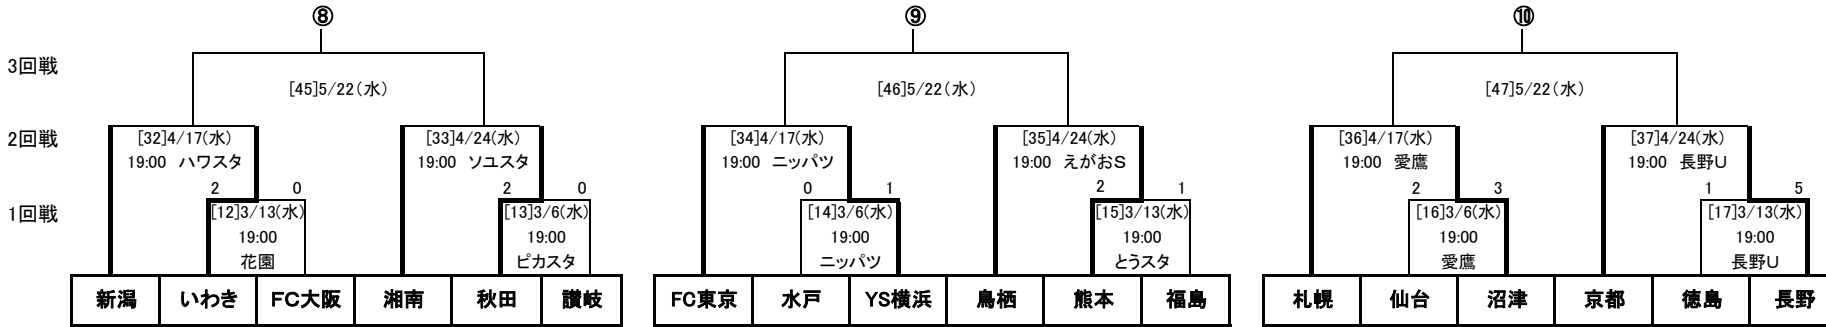 ⑧ ⑨ ⑩
3回戦
[45]5/22(水) [46]5/22(水) [47]5/22(水)
2回戦 [32]4/17(水) [33]4/24(水) [34]4/17(水) [35]4/24(水) [36]4/17(水) [37]4/24(水)
19:00 ハワスタ 19:00 ソユスタ 19:00 ニッパツ 19:00 えがおS 19:00 愛鷹 19:00 長野U
2 0 2 0 0 1 2 1 2 3 1 5
1回戦 [12]3/13(水) [13]3/6(水) [14]3/6(水) [15]3/13(水) [16]3/6(水) [17]3/13(水)
19:00 19:00 19:00 19:00 19:00 19:00
花園 ピカスタ ニッパツ とうスタ 愛鷹 長野U
新潟 いわき FC大阪 湘南 秋田 讃岐 FC東京 水戸 YS横浜 鳥栖 熊本 福島 札幌 仙台 沼津 京都 徳島 長野